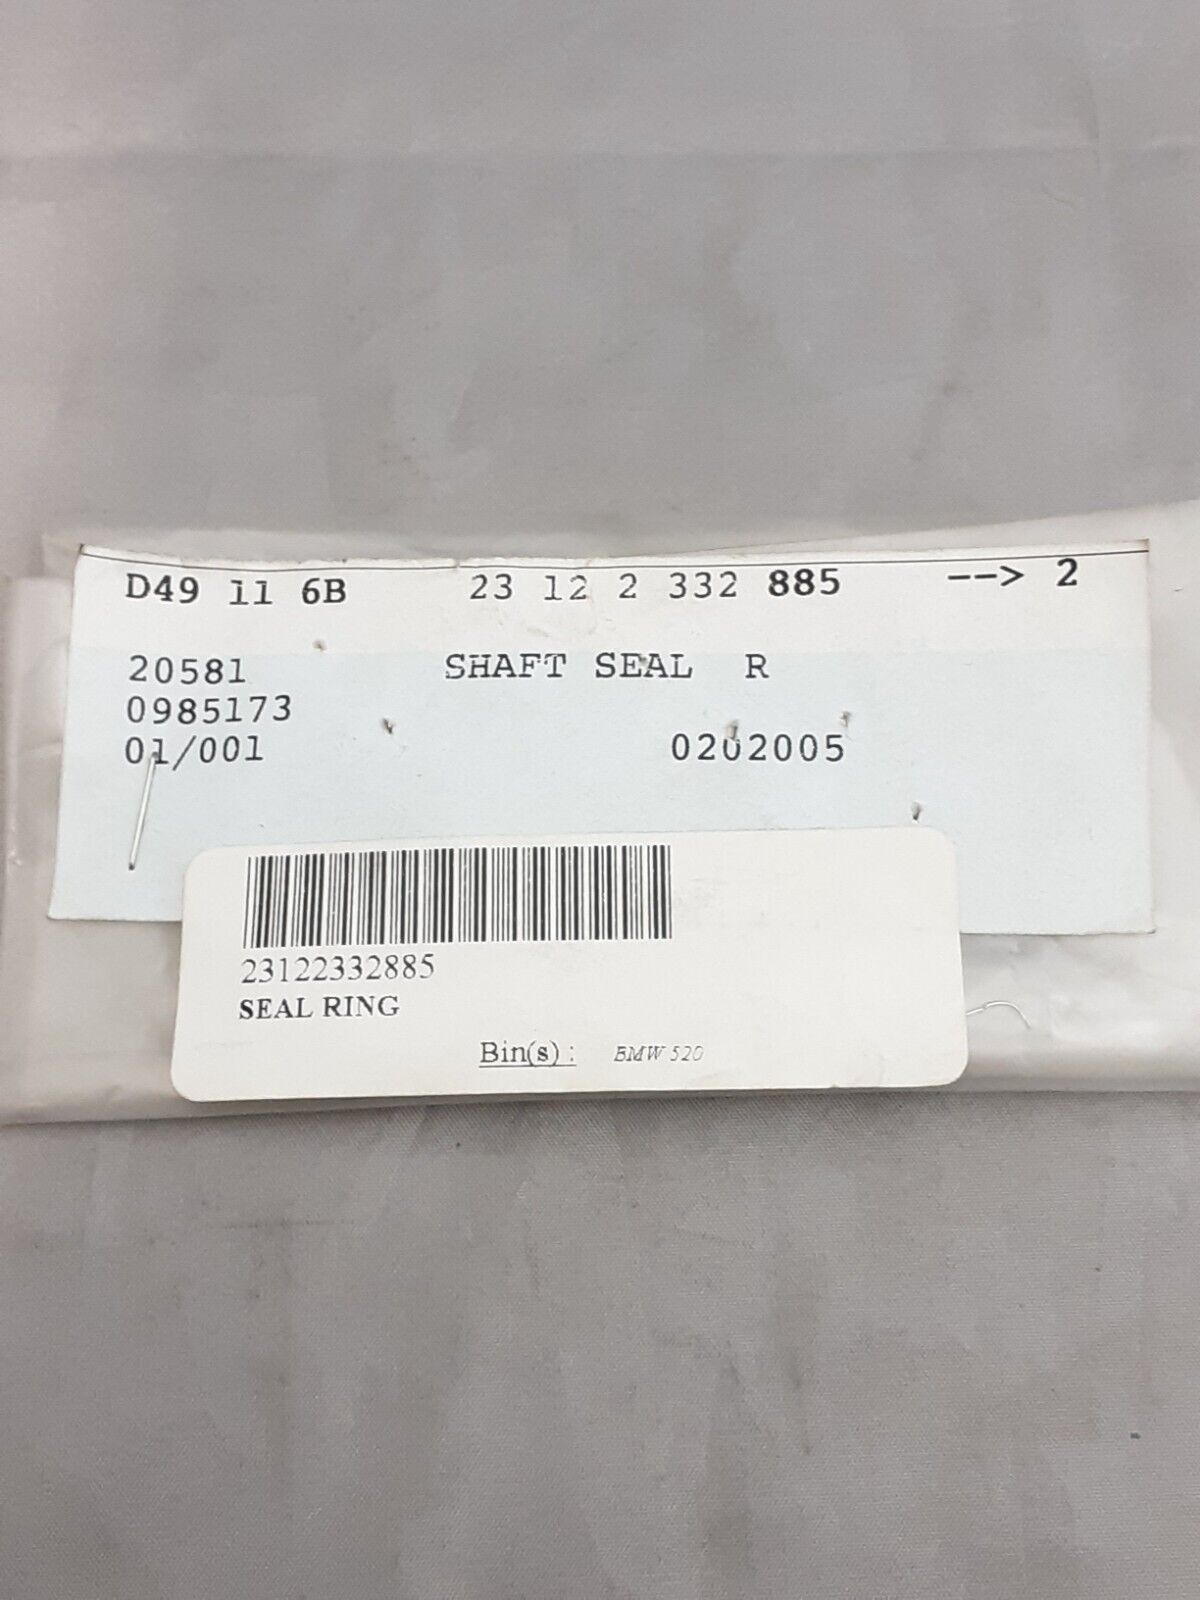 D49 11 6B 23 12 2 332 885 --> 2
20581 SHAFT SEAL R
0985173
01/001 0202005
23122332885
SEAL RING
Bin(s) : BMW 520